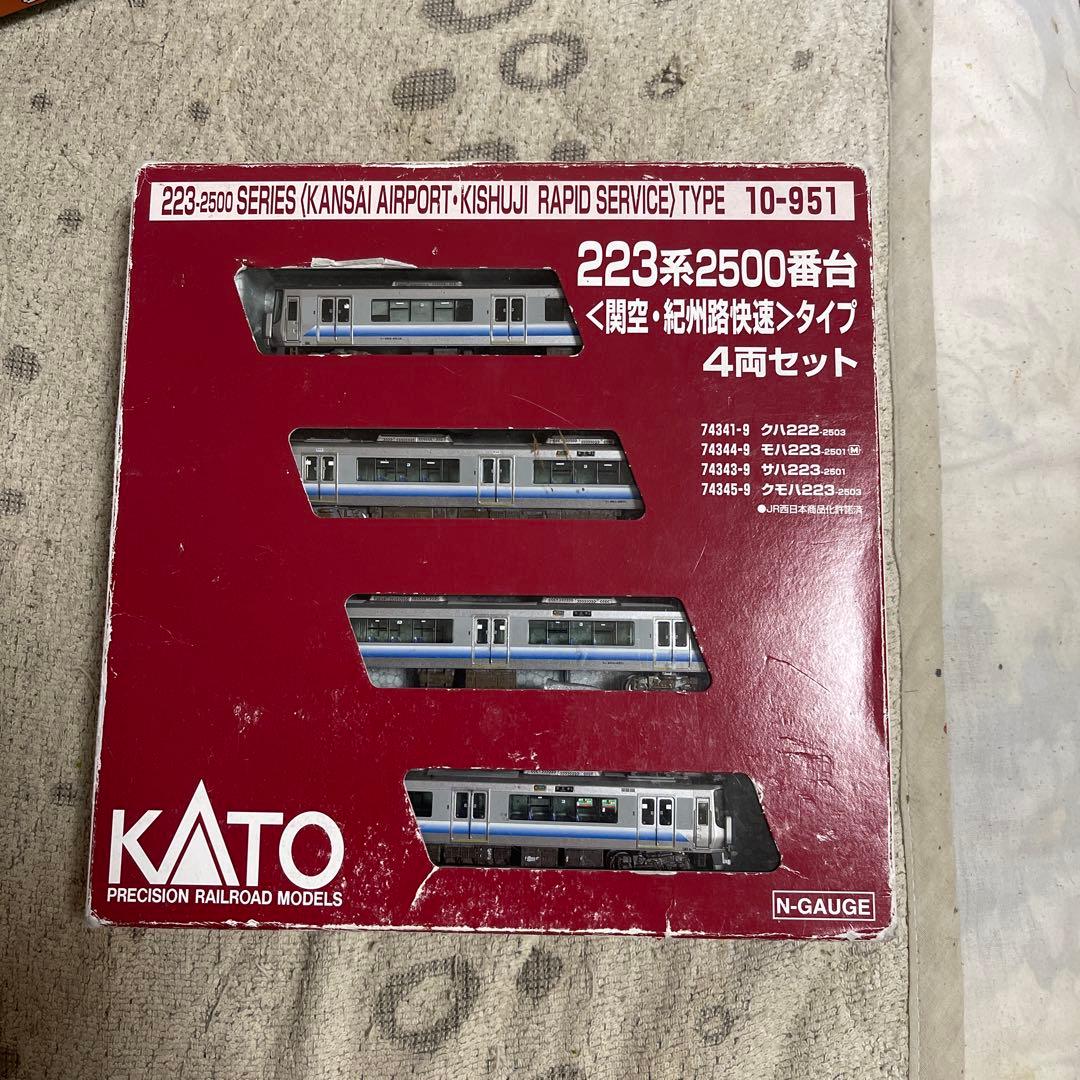 223-2500 SERIES〈KANSAI AIRPORT・KISHUJI RAPID SERVICE〉TYPE 10-951
223系2500番台
〈関空・紀州路快速〉タイプ
4両セット
74341-9 クハ222-2503
74344-9 モハ223-2501Ⓜ
74343-9 サハ223-2501
74345-9 クモハ223-2503
●JR西日本商品化許諾済
KATO
PRECISION RAILROAD MODELS
N-GAUGE